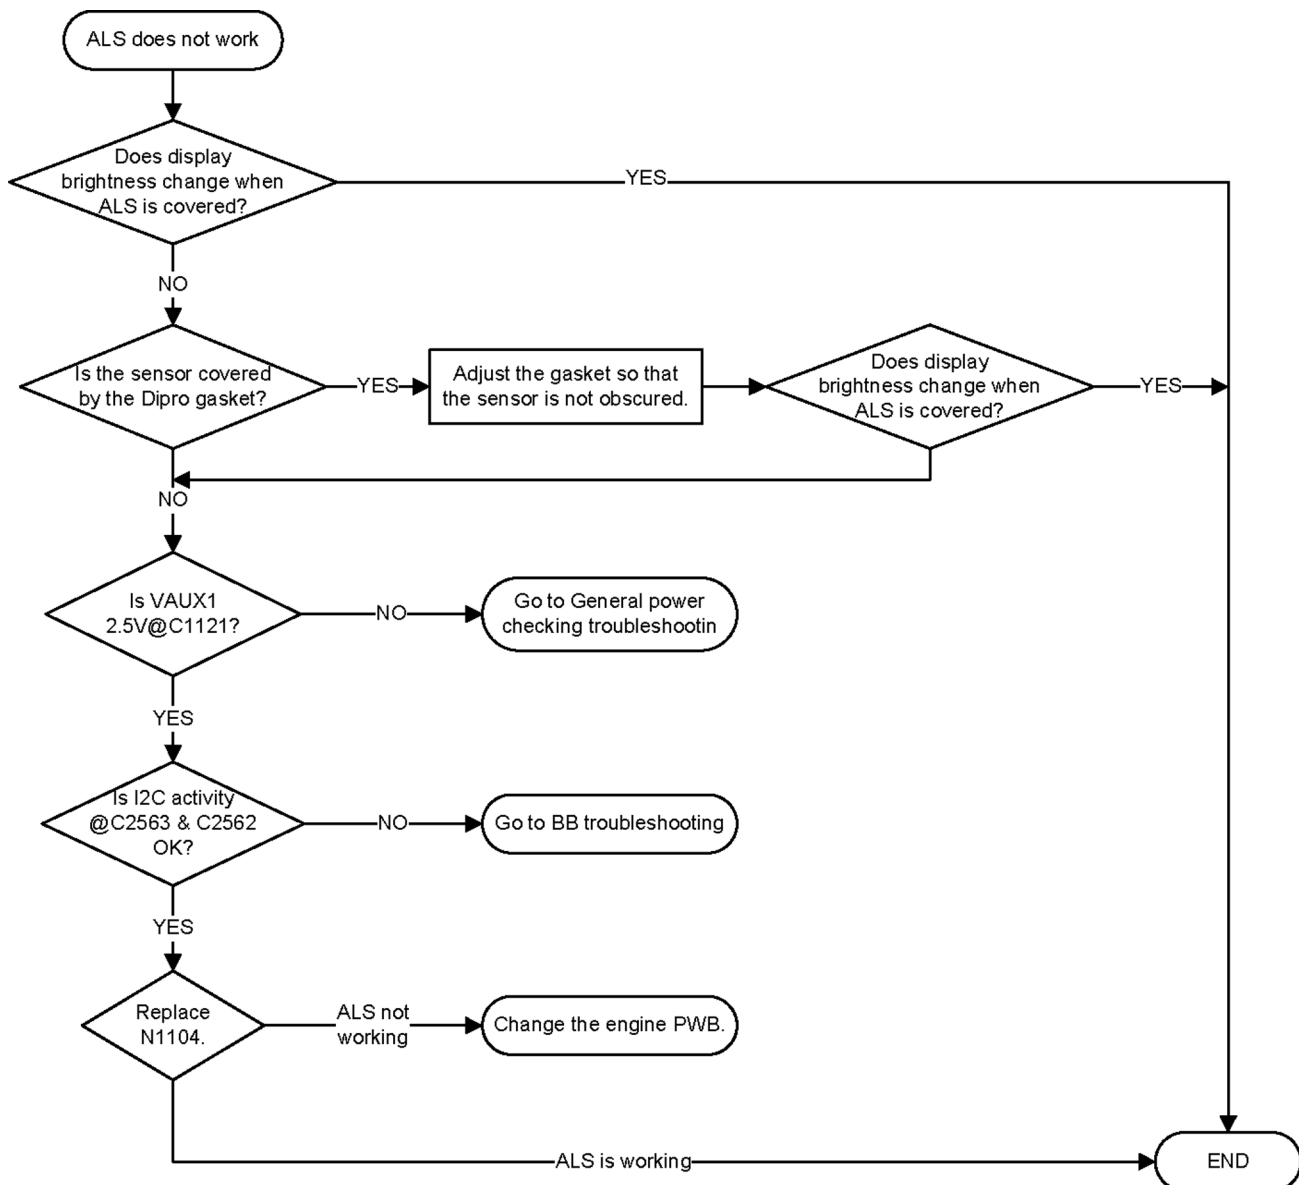 ALS does not work
Does display
brightness change when
ALS is covered?
YES
NO
Is the sensor covered
by the Dipro gasket?
YES
Adjust the gasket so that
the sensor is not obscured.
Does display
brightness change when
ALS is covered?
YES
NO
Is VAUX1
2.5V@C1121?
NO
Go to General power
checking troubleshootin
YES
Is I2C activity
@C2563 & C2562
OK?
NO
Go to BB troubleshooting
YES
Replace
N1104.
ALS not
working
Change the engine PWB.
ALS is working
END